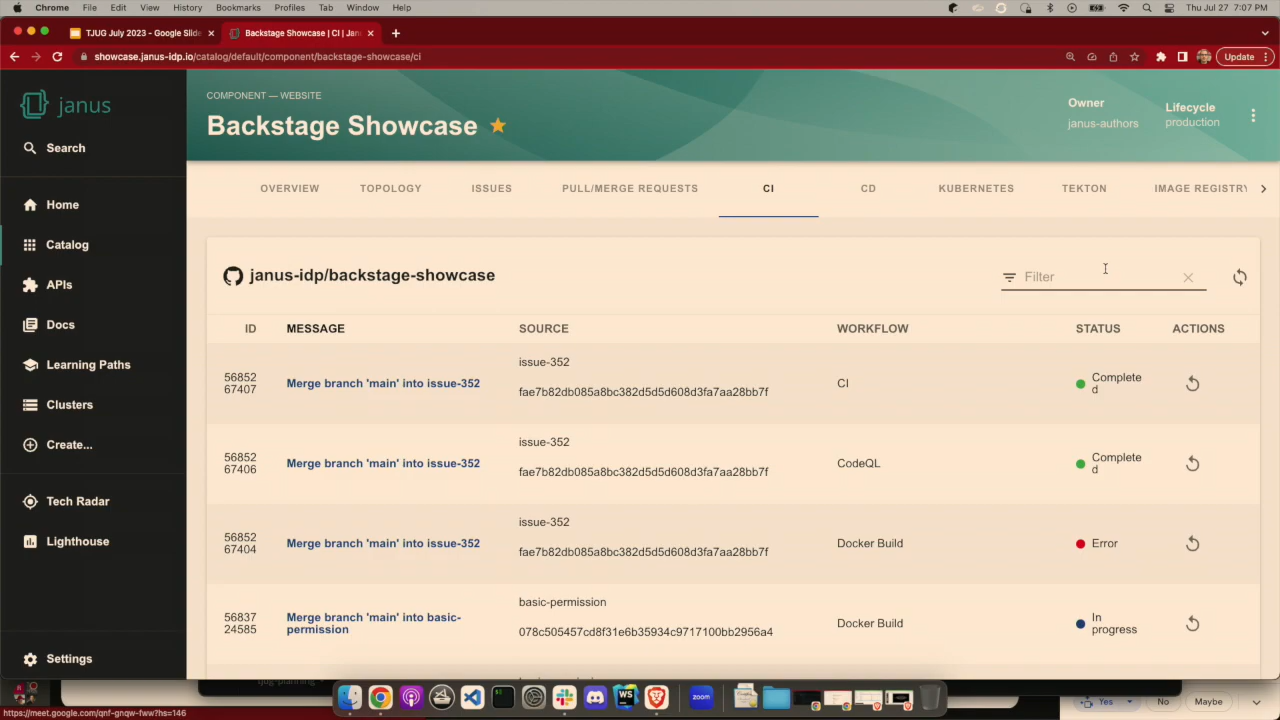 Chrome File Edit View History Bookmarks Profiles Tab Window Help Thu Jul 27 7:07 PM
TJUG July 2023 - Google Slide
Backstage Showcase | CI | Jan
showcase.janus-idp.io/catalog/default/component/backstage-showcase/ci
Update
janus
Search
Home
Catalog
APIs
Docs
Learning Paths
Clusters
Create...
Tech Radar
Lighthouse
Settings
COMPONENT — WEBSITE
Backstage Showcase
Owner
janus-authors
Lifecycle
production
OVERVIEW TOPOLOGY ISSUES PULL/MERGE REQUESTS CI CD KUBERNETES TEKTON IMAGE REGISTRY
janus-idp/backstage-showcase
Filter
ID MESSAGE SOURCE WORKFLOW STATUS ACTIONS
56852
67407
Merge branch 'main' into issue-352
issue-352
fae7b82db085a8bc382d5d5d608d3fa7aa28bb7f
CI
Complete
d
56852
67406
Merge branch 'main' into issue-352
issue-352
fae7b82db085a8bc382d5d5d608d3fa7aa28bb7f
CodeQL
Complete
d
56852
67404
Merge branch 'main' into issue-352
issue-352
fae7b82db085a8bc382d5d5d608d3fa7aa28bb7f
Docker Build
Error
56837
24585
Merge branch 'main' into basic-
permission
basic-permission
078c505457cd8f31e6b35934c9717100bb2956a4
Docker Build
In
progress
tjug-planning
zoom
Yes No Maybe
https://meet.google.com/qnf-gnqw-fww?hs=146